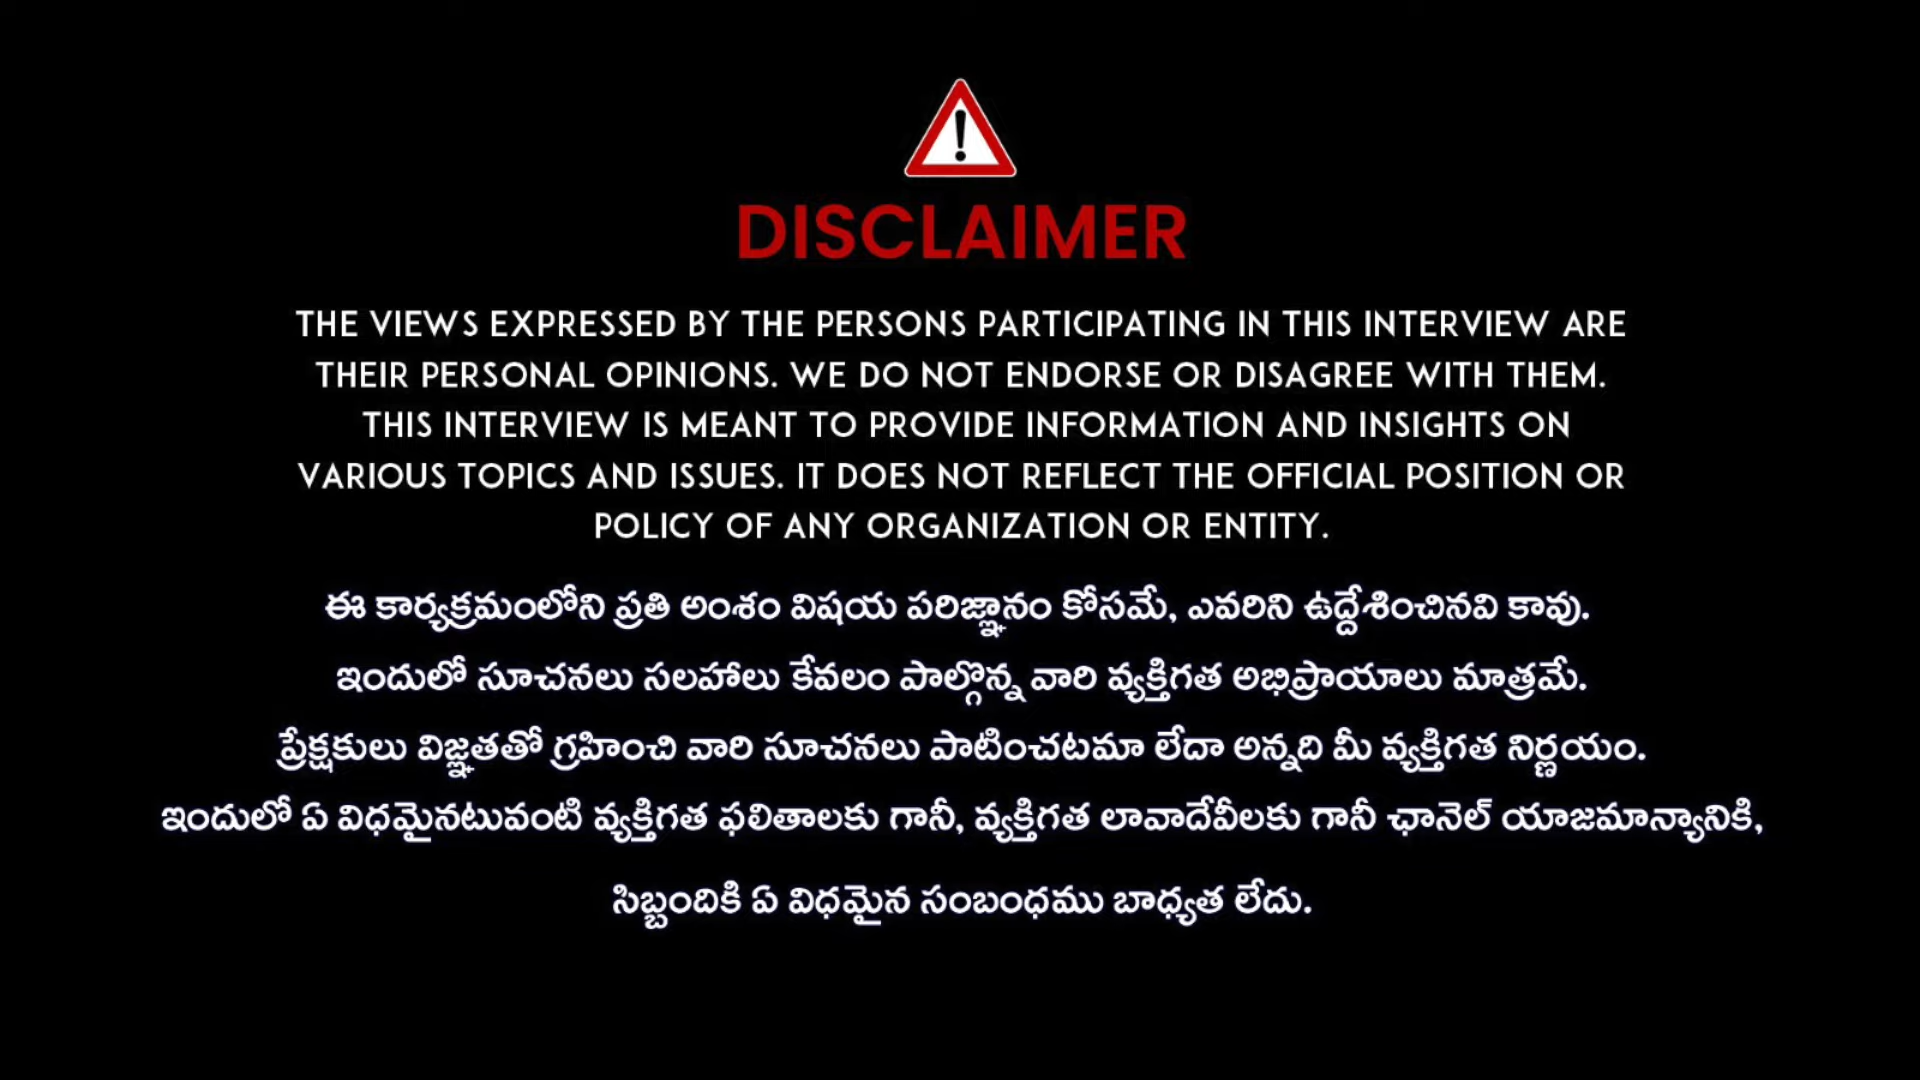 DISCLAIMER
THE VIEWS EXPRESSED BY THE PERSONS PARTICIPATING IN THIS INTERVIEW ARE
THEIR PERSONAL OPINIONS. WE DO NOT ENDORSE OR DISAGREE WITH THEM.
THIS INTERVIEW IS MEANT TO PROVIDE INFORMATION AND INSIGHTS ON
VARIOUS TOPICS AND ISSUES. IT DOES NOT REFLECT THE OFFICIAL POSITION OR
POLICY OF ANY ORGANIZATION OR ENTITY.
ఈ కార్యక్రమంలోని ప్రతి అంశం విషయ పరిజ్ఞానం కోసమే, ఎవరిని ఉద్దేశించినవి కావు.
ఇందులో సూచనలు సలహాలు కేవలం పాల్గొన్న వారి వ్యక్తిగత అభిప్రాయాలు మాత్రమే.
ప్రేక్షకులు విజ్ఞతతో గ్రహించి వారి సూచనలు పాటించటమా లేదా అన్నది మీ వ్యక్తిగత నిర్ణయం.
ఇందులో ఏ విధమైనటువంటి వ్యక్తిగత ఫలితాలకు గానీ, వ్యక్తిగత లావాదేవీలకు గానీ ఛానెల్ యాజమాన్యానికి,
సిబ్బందికి ఏ విధమైన సంబంధము బాధ్యత లేదు.